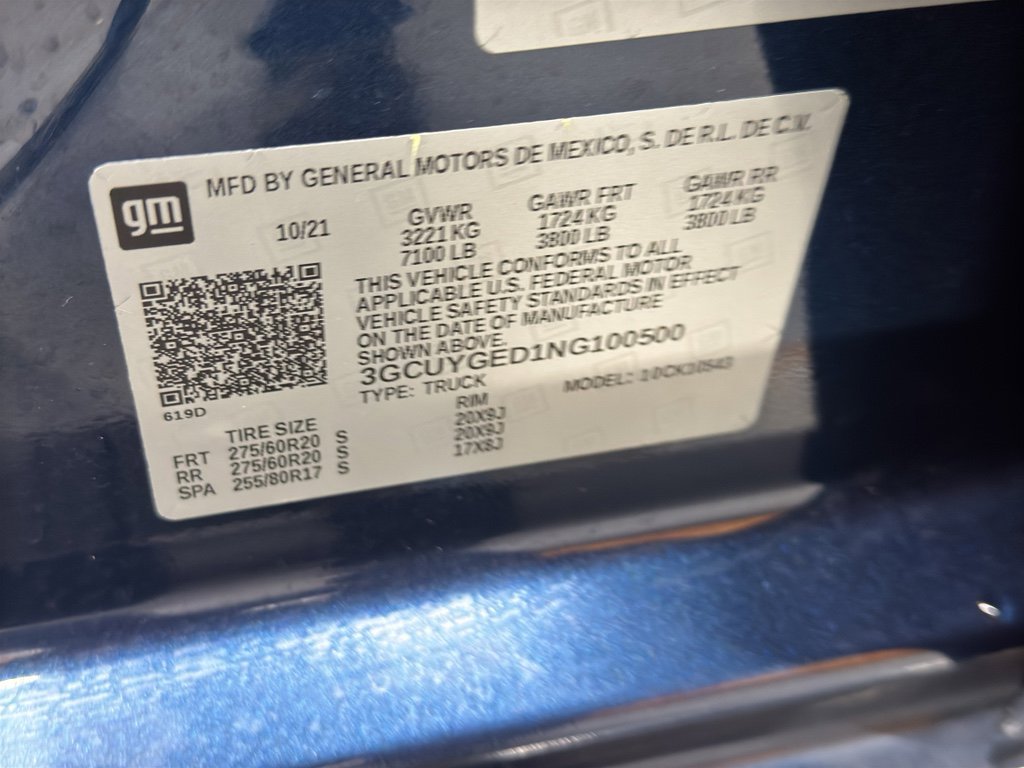 gm
MFD BY GENERAL MOTORS DE MEXICO, S. DE R.L. DE C.V.
10/21
GVWR GAWR FRT GAWR RR
3221 KG 1724 KG 1724 KG
7100 LB 3800 LB 3800 LB
THIS VEHICLE CONFORMS TO ALL
APPLICABLE U.S. FEDERAL MOTOR
VEHICLE SAFETY STANDARDS IN EFFECT
ON THE DATE OF MANUFACTURE
SHOWN ABOVE.
3GCUYGED1NG100500
619D
TYPE: TRUCK MODEL:
TIRE SIZE RIM
FRT 275/60R20 S 20X9J
RR 275/60R20 S 20X9J
SPA 255/80R17 S 17X8J